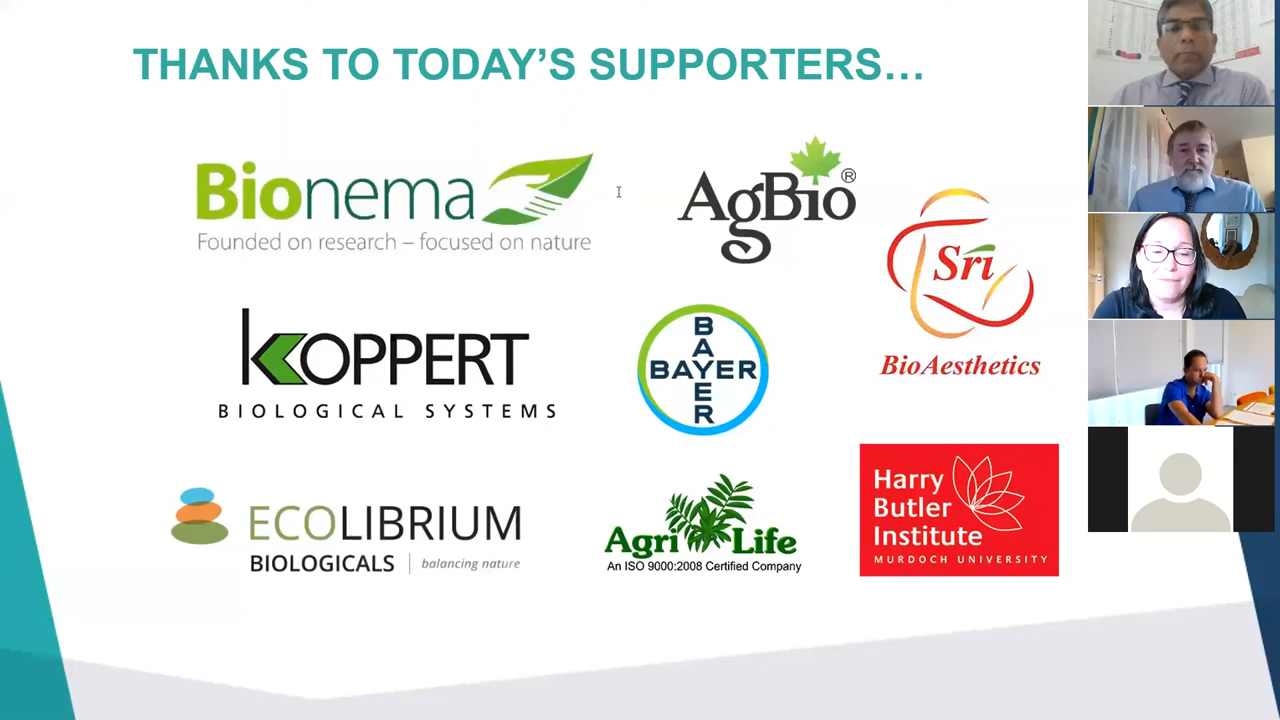 THANKS TO TODAY'S SUPPORTERS...
Bionema
Founded on research – focused on nature
AgBio®
Sri
BioAesthetics
KOPPERT
BIOLOGICAL SYSTEMS
BAYER
BAYER
ECOLIBRIUM
BIOLOGICALS | balancing nature
Agri Life
An ISO 9000:2008 Certified Company
Harry
Butler
Institute
MURDOCH UNIVERSITY